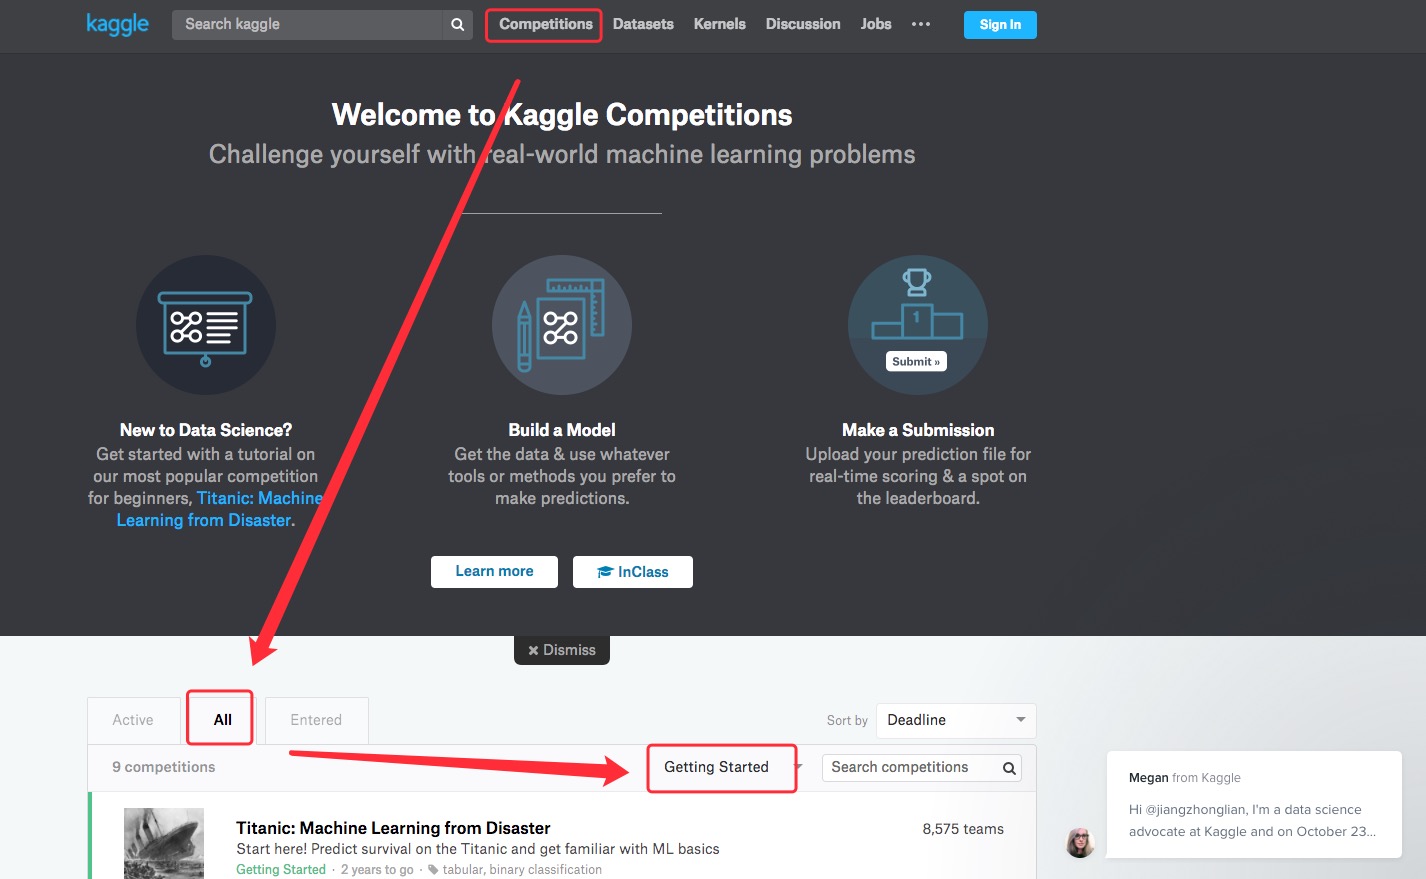 kaggle
Search kaggle
Competitions
Datasets
Kernels
Discussion
Jobs
•••
Sign In
Welcome to Kaggle Competitions
Challenge yourself with real-world machine learning problems
New to Data Science?
Get started with a tutorial on
our most popular competition
for beginners, Titanic: Machine
Learning from Disaster.
Build a Model
Get the data & use whatever
tools or methods you prefer to
make predictions.
1
Submit »
Make a Submission
Upload your prediction file for
real-time scoring & a spot on
the leaderboard.
Learn more
InClass
× Dismiss
Active
All
Entered
Sort by
Deadline
9 competitions
Getting Started
Search competitions
Titanic: Machine Learning from Disaster
8,575 teams
Start here! Predict survival on the Titanic and get familiar with ML basics
Getting Started · 2 years to go · tabular, binary classification
Megan from Kaggle
Hi @jiangzhonglian, I'm a data science
advocate at Kaggle and on October 23...